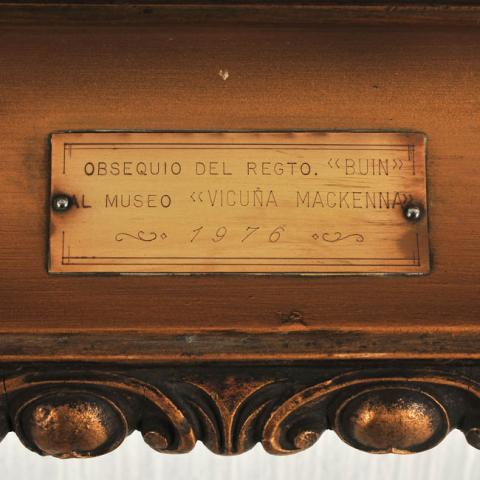 OBSEQUIO DEL REGTO. «BUIN»
AL MUSEO «VICUÑA MACKENNA»
1976